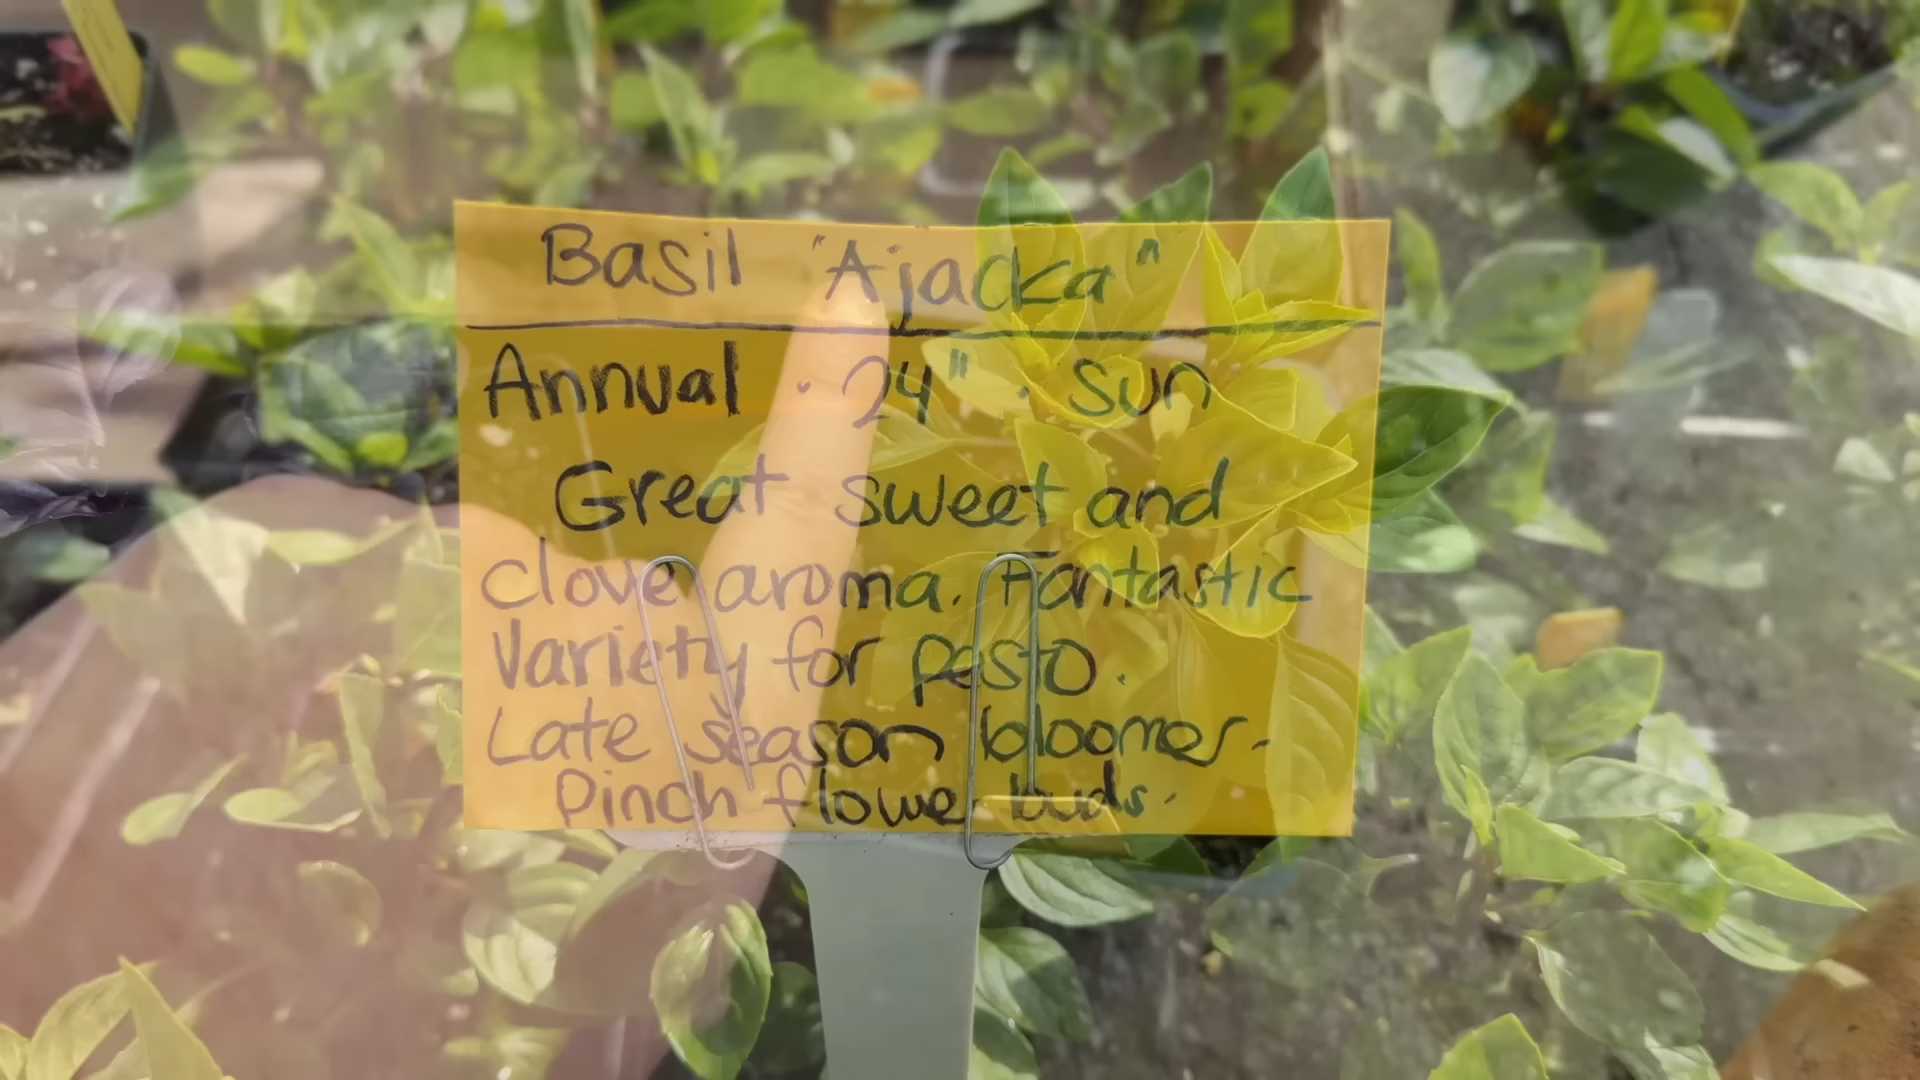 Basil "Ajacka"
Annual · 24" · Sun
Great sweet and
clove aroma. Fantastic
Variety for pesto.
Late season bloomer.
Pinch flower buds.